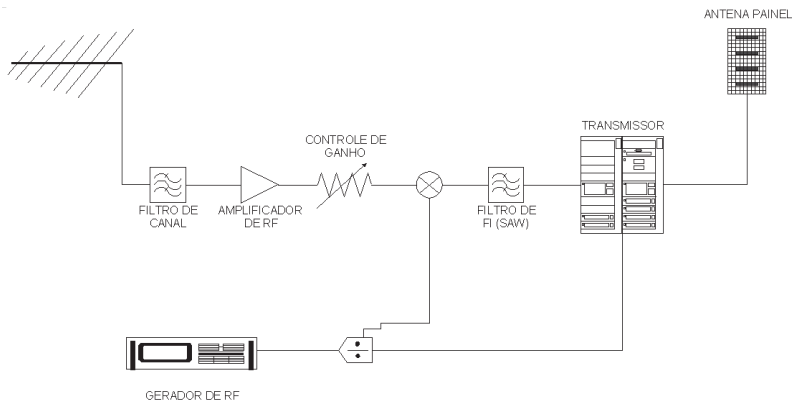 ANTENA PAINEL
TRANSMISSOR
CONTROLE DE
GANHO
FILTRO DE
CANAL
AMPLIFICADOR
DE RF
FILTRO DE
FI (SAW)
GERADOR DE RF